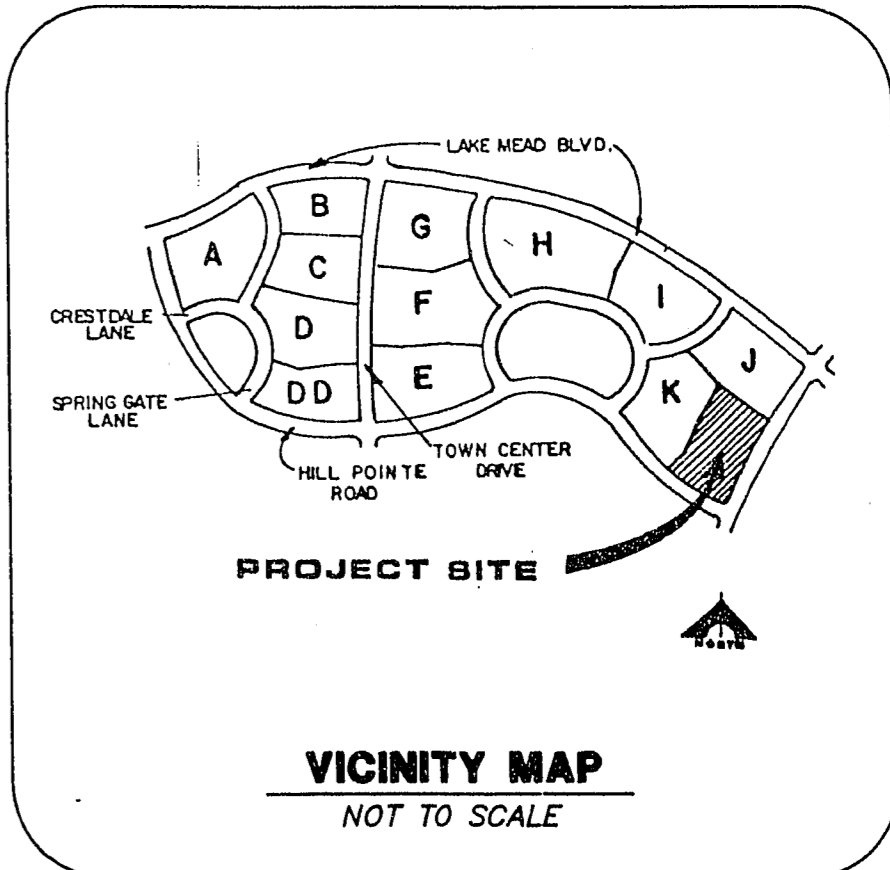 LAKE MEAD BLVD.
B
G
A
H
C
I
CRESTDALE
LANE
F
D
J
E
K
SPRING GATE
LANE
DD
TOWN CENTER
DRIVE
HILL POINTE
ROAD
PROJECT SITE
NORTH
VICINITY MAP
NOT TO SCALE